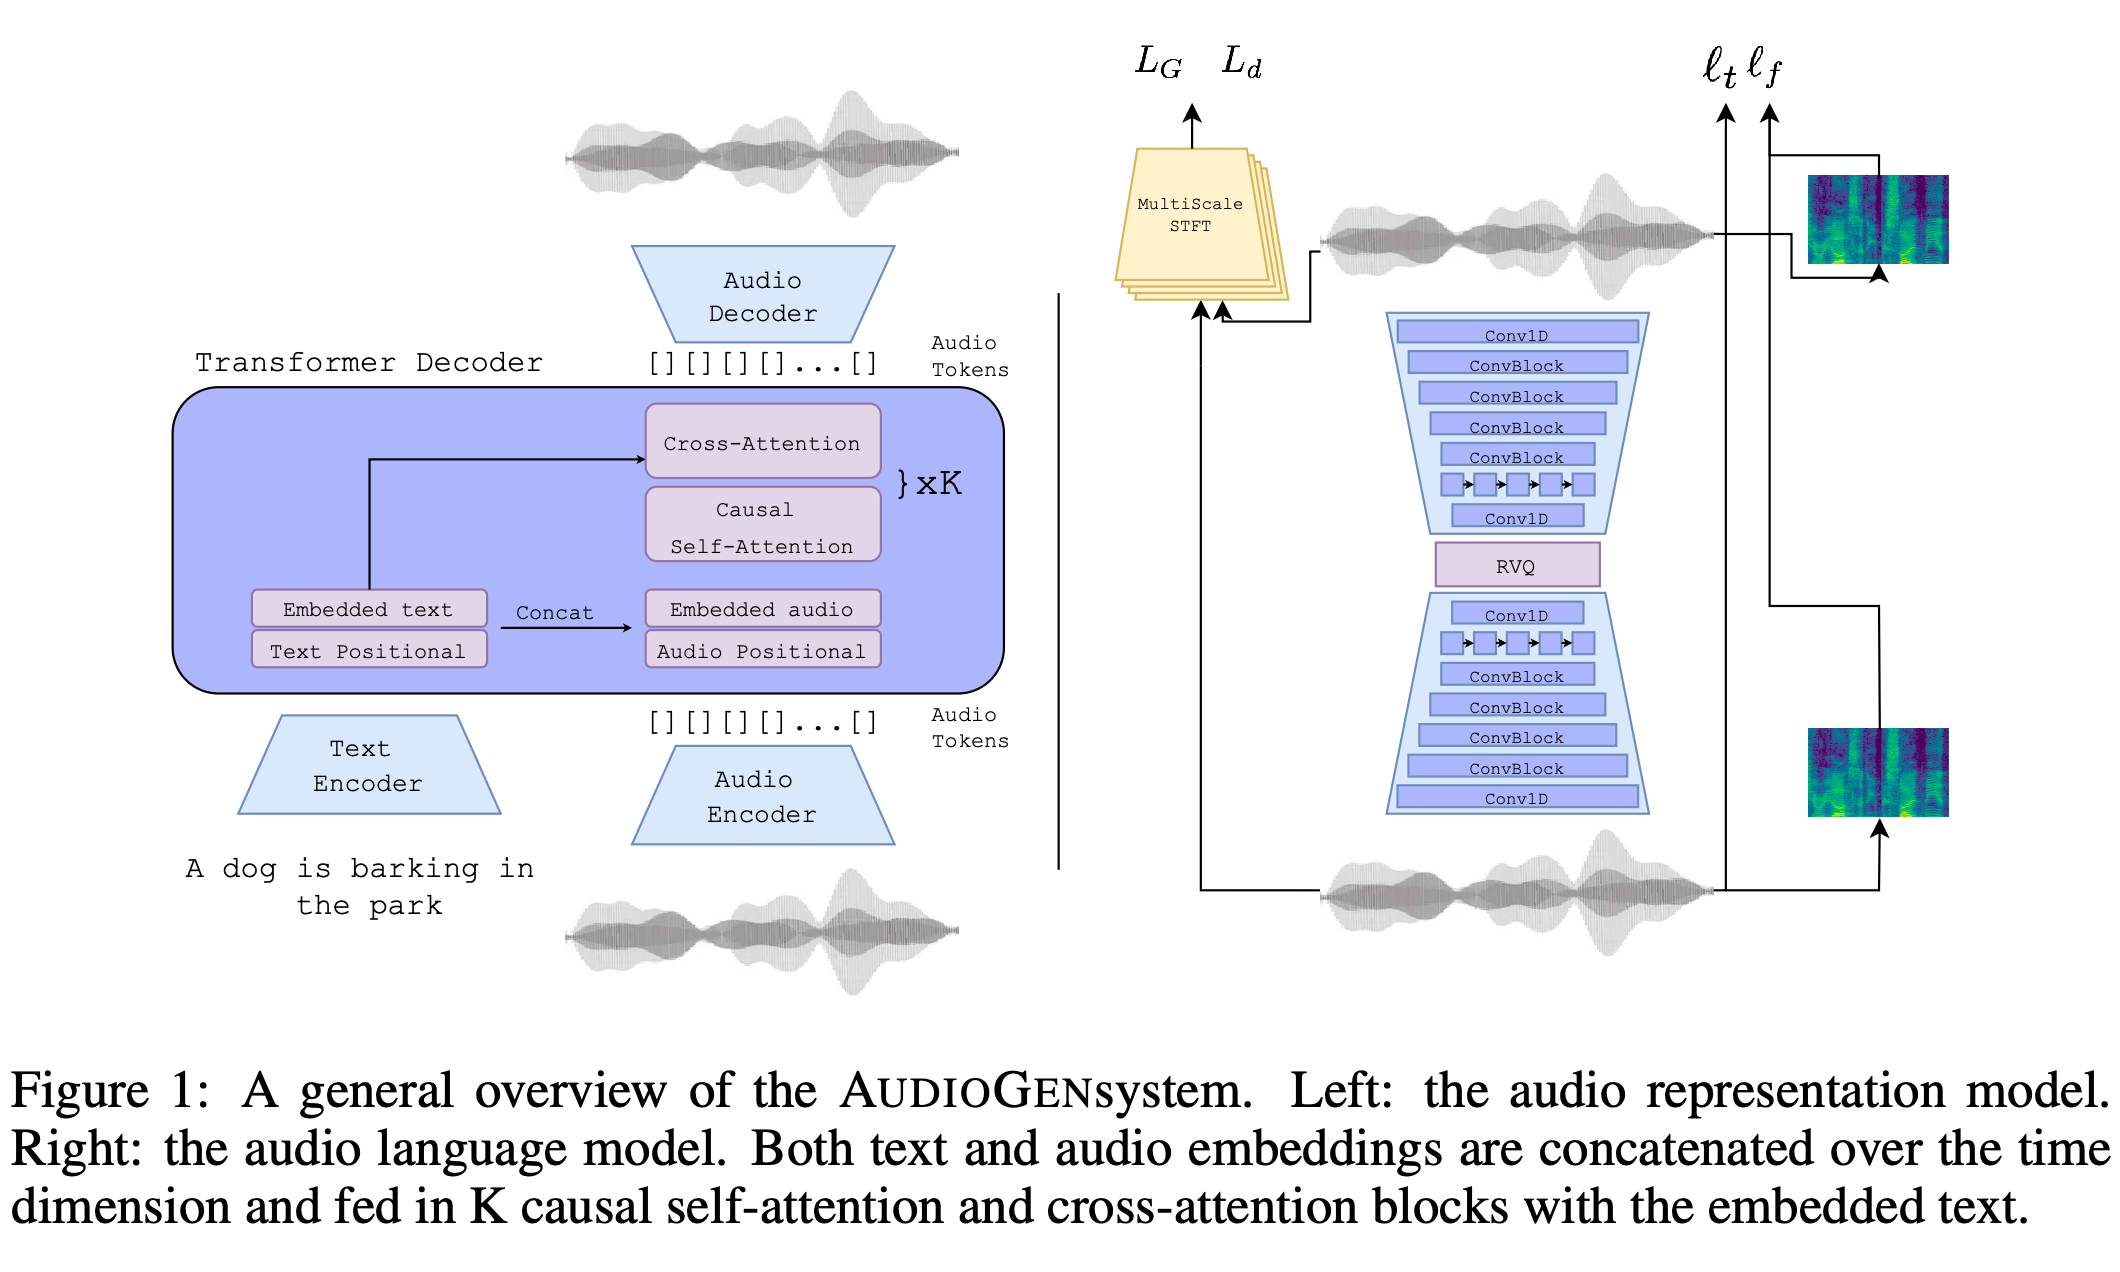 Audio
Decoder
Transformer Decoder
[][][][]...[]
Audio
Tokens
Cross-Attention
}xK
Causal
Self-Attention
Embedded text
Text Positional
Concat
Embedded audio
Audio Positional
Text
Encoder
[][][][]...[]
Audio
Tokens
Audio
Encoder
A dog is barking in
the park
L_G L_d
ℓ_t ℓ_f
MultiScale
STFT
Conv1D
ConvBlock
ConvBlock
ConvBlock
ConvBlock
Conv1D
RVQ
Conv1D
ConvBlock
ConvBlock
ConvBlock
ConvBlock
Conv1D
Figure 1: A general overview of the AUDIOGENsystem. Left: the audio representation model.
Right: the audio language model. Both text and audio embeddings are concatenated over the time
dimension and fed in K causal self-attention and cross-attention blocks with the embedded text.